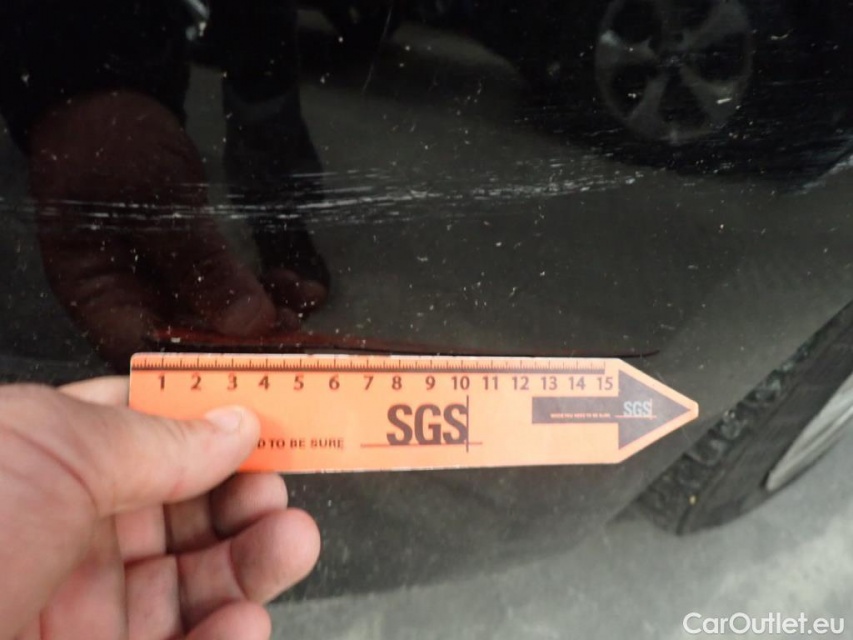 1 2 3 4 5 6 7 8 9 10 11 12 13 14 15
SGS
SGS
D TO BE SURE
CarOutlet.eu